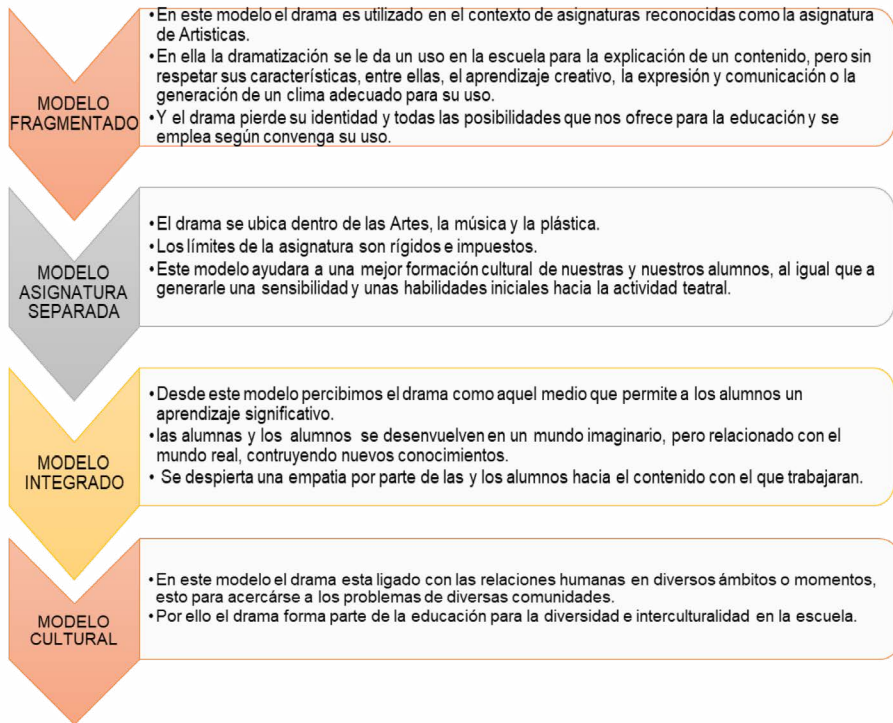 MODELO
FRAGMENTADO
•En este modelo el drama es utilizado en el contexto de asignaturas reconocidas como la asignatura
de Artisticas.
•En ella la dramatización se le da un uso en la escuela para la explicación de un contenido, pero sin
respetar sus características, entre ellas, el aprendizaje creativo, la expresión y comunicación o la
generación de un clima adecuado para su uso.
•Y el drama pierde su identidad y todas las posibilidades que nos ofrece para la educación y se
emplea según convenga su uso.
MODELO
ASIGNATURA
SEPARADA
•El drama se ubica dentro de las Artes, la música y la plástica.
•Los límites de la asignatura son rígidos e impuestos.
•Este modelo ayudara a una mejor formación cultural de nuestras y nuestros alumnos, al igual que a
generarle una sensibilidad y unas habilidades iniciales hacia la actividad teatral.
MODELO
INTEGRADO
•Desde este modelo percibimos el drama como aquel medio que permite a los alumnos un
aprendizaje significativo.
•las alumnas y los alumnos se desenvuelven en un mundo imaginario, pero relacionado con el
mundo real, contruyendo nuevos conocimientos.
• Se despierta una empatia por parte de las y los alumnos hacia el contenido con el que trabajaran.
MODELO
CULTURAL
•En este modelo el drama esta ligado con las relaciones humanas en diversos ámbitos o momentos,
esto para acercárse a los problemas de diversas comunidades.
•Por ello el drama forma parte de la educación para la diversidad e interculturalidad en la escuela.